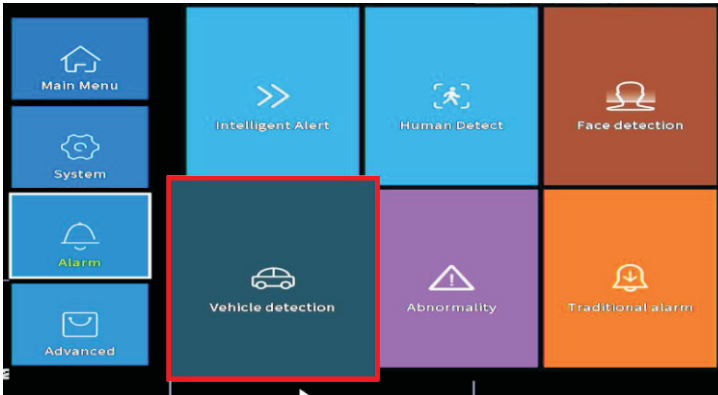 Main Menu
Intelligent Alert
Human Detect
Face detection
System
Alarm
Vehicle detection
Abnormality
Traditional alarm
Advanced